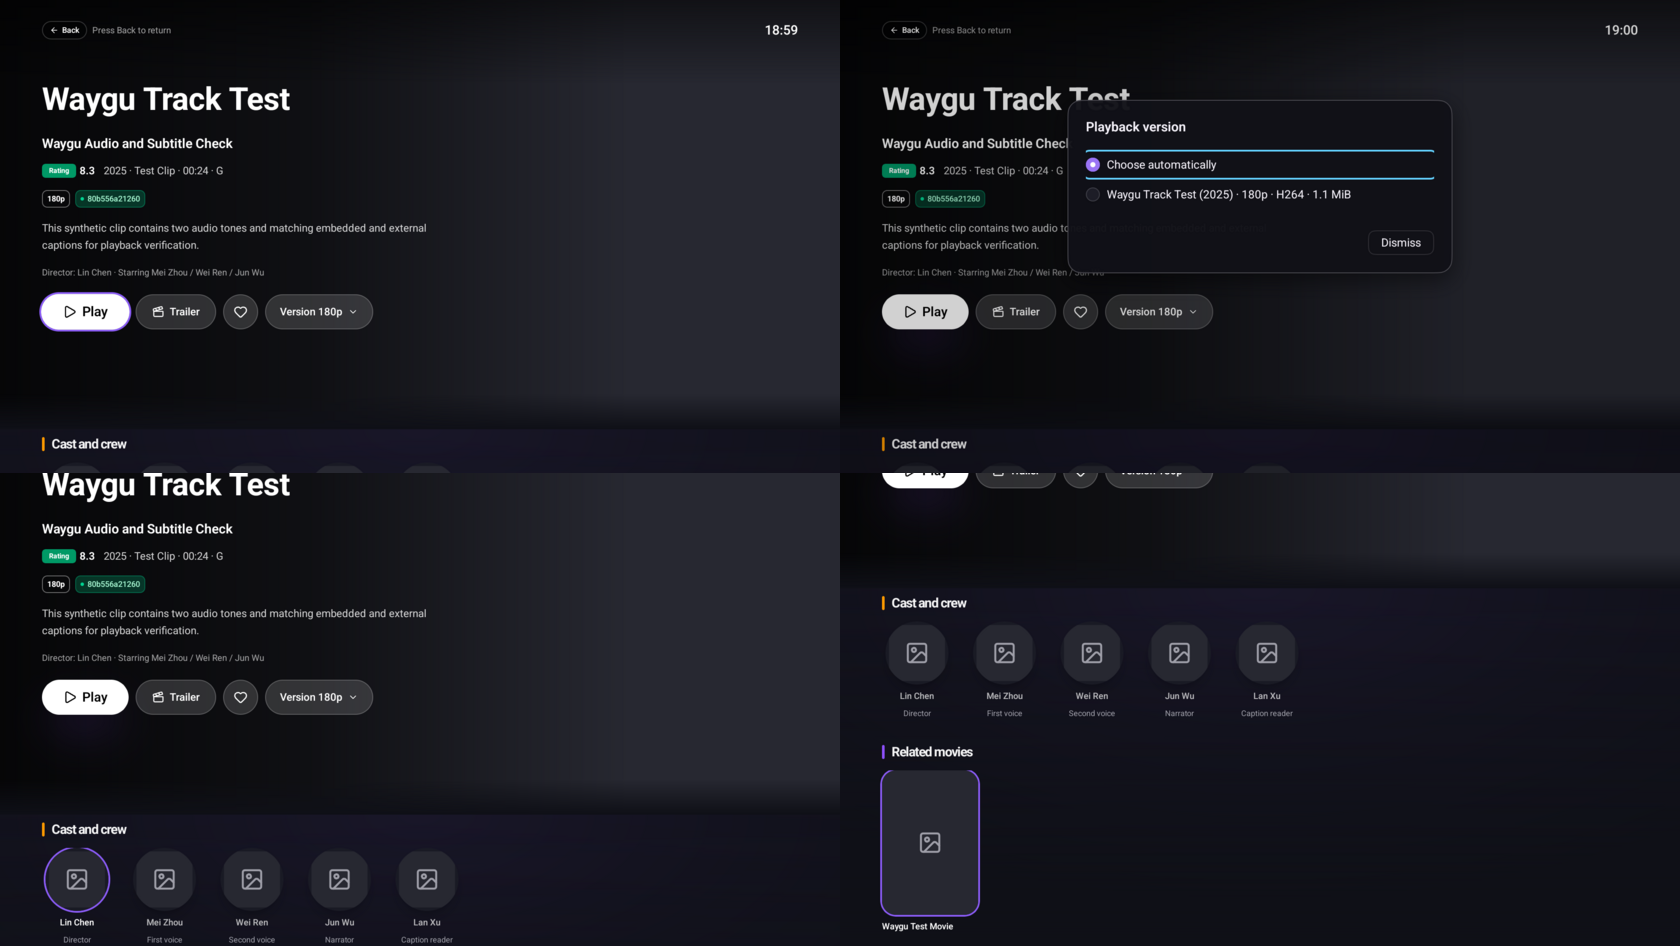 Back Press Back to return 18:59
Waygu Track Test
Waygu Audio and Subtitle Check
Rating 8.3 2025 · Test Clip · 00:24 · G
180p 80b556a21260
This synthetic clip contains two audio tones and matching embedded and external
captions for playback verification.
Director: Lin Chen · Starring Mei Zhou / Wei Ren / Jun Wu
Play Trailer Version 180p
Cast and crew
Back Press Back to return 19:00
Waygu Track Test
Waygu Audio and Subtitle Check
Rating 8.3 2025 · Test Clip · 00:24 · G
180p 80b556a21260
This synthetic clip contains two audio to
captions for playback verification.
Director: Lin Chen · Starring Mei Zhou / Wei Ren / Jun Wu
Playback version
Choose automatically
Waygu Track Test (2025) · 180p · H264 · 1.1 MiB
Dismiss
Play Trailer Version 180p
Cast and crew
Waygu Track Test
Waygu Audio and Subtitle Check
Rating 8.3 2025 · Test Clip · 00:24 · G
180p 80b556a21260
This synthetic clip contains two audio tones and matching embedded and external
captions for playback verification.
Director: Lin Chen · Starring Mei Zhou / Wei Ren / Jun Wu
Play Trailer Version 180p
Cast and crew
Lin Chen Mei Zhou Wei Ren Jun Wu Lan Xu
Director First voice Second voice Narrator Caption reader
Cast and crew
Lin Chen Mei Zhou Wei Ren Jun Wu Lan Xu
Director First voice Second voice Narrator Caption reader
Related movies
Waygu Test Movie